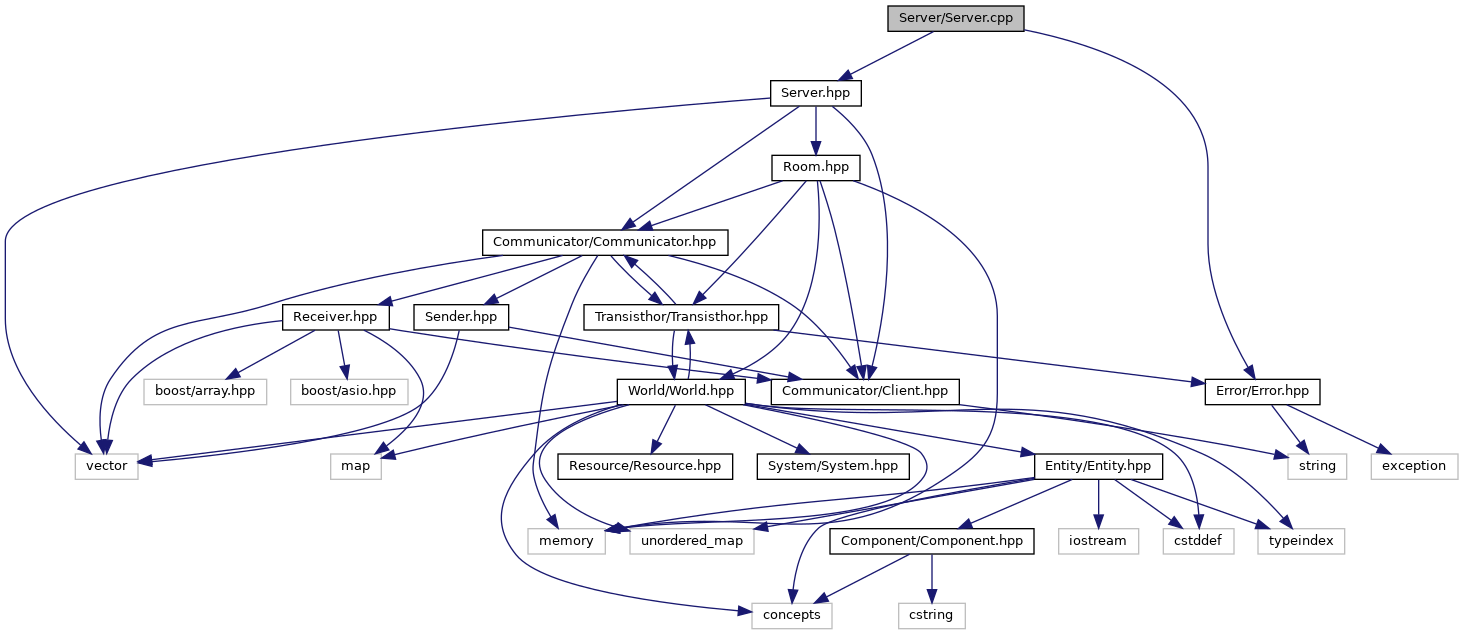 Server/Server.cpp
Server.hpp
Room.hpp
Communicator/Communicator.hpp
Receiver.hpp
Sender.hpp
Transisthor/Transisthor.hpp
boost/array.hpp
boost/asio.hpp
World/World.hpp
Communicator/Client.hpp
Error/Error.hpp
vector
map
Resource/Resource.hpp
System/System.hpp
Entity/Entity.hpp
string
exception
memory
unordered_map
Component/Component.hpp
iostream
cstddef
typeindex
concepts
cstring